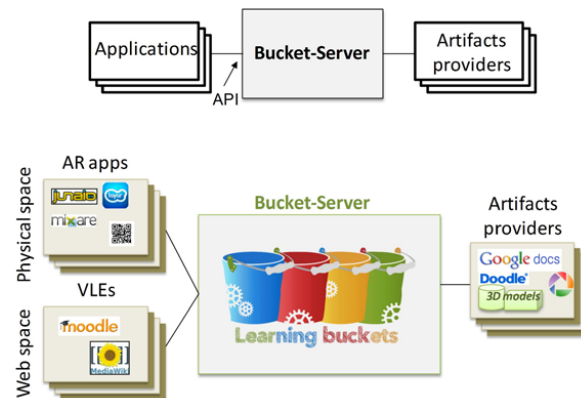 Applications
Bucket-Server
Artifacts
providers
API
Physical space
AR apps
junaio
mixare
Bucket-Server
Learning buckets
Artifacts
providers
Google docs
Doodle®
3D models
Web space
VLEs
moodle
MediaWiki